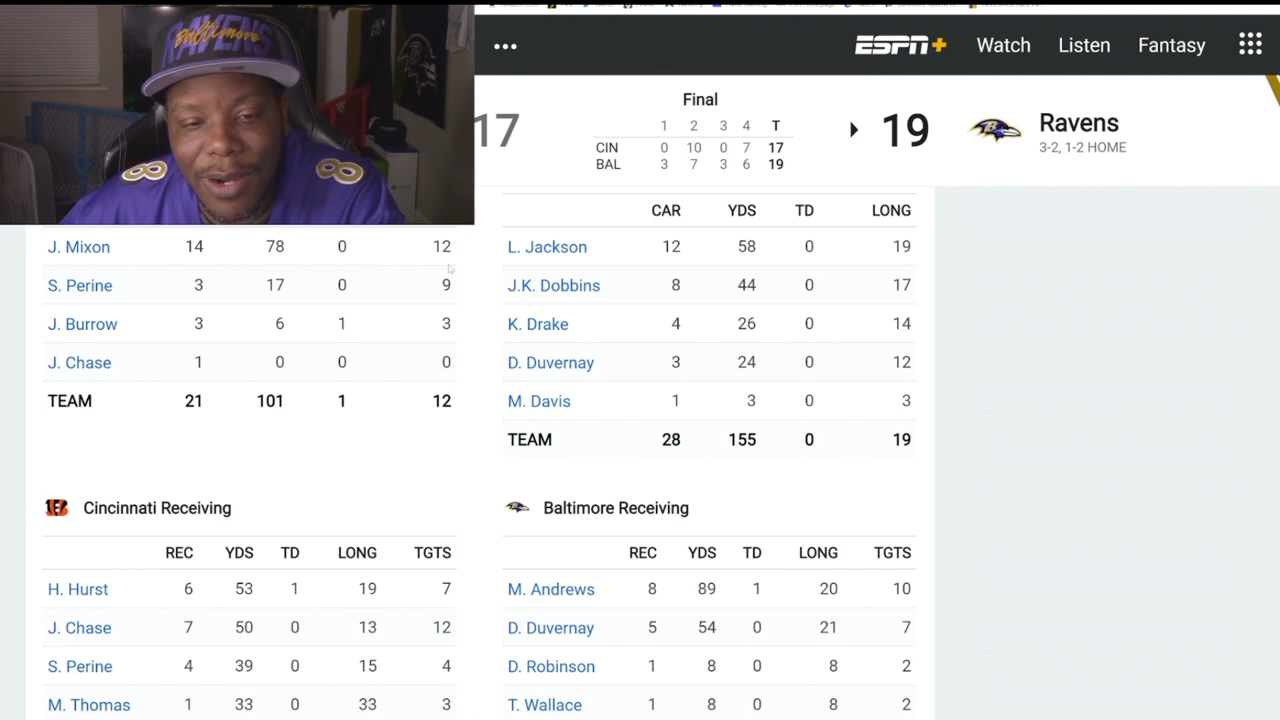 RAVENS
Baltimore
8 8
ESPN+ Watch Listen Fantasy
Final
17 1 2 3 4 T 19 Ravens
CIN 0 10 0 7 17 3-2, 1-2 HOME
BAL 3 7 3 6 19
CAR YDS TD LONG
J. Mixon 14 78 0 12 L. Jackson 12 58 0 19
S. Perine 3 17 0 9 J.K. Dobbins 8 44 0 17
J. Burrow 3 6 1 3 K. Drake 4 26 0 14
J. Chase 1 0 0 0 D. Duvernay 3 24 0 12
TEAM 21 101 1 12 M. Davis 1 3 0 3
TEAM 28 155 0 19
Cincinnati Receiving Baltimore Receiving
REC YDS TD LONG TGTS REC YDS TD LONG TGTS
H. Hurst 6 53 1 19 7 M. Andrews 8 89 1 20 10
J. Chase 7 50 0 13 12 D. Duvernay 5 54 0 21 7
S. Perine 4 39 0 15 4 D. Robinson 1 8 0 8 2
M. Thomas 1 33 0 33 3 T. Wallace 1 8 0 8 2